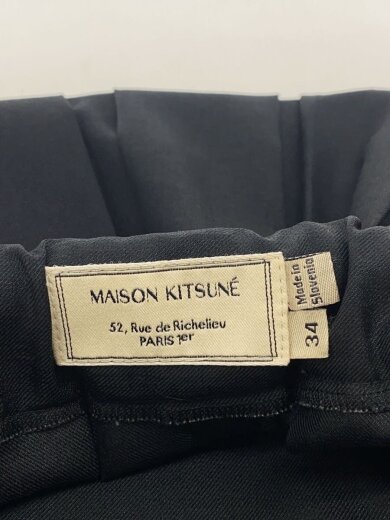 MAISON KITSUNÉ
52, Rue de Richelieu
PARIS 1er
Made in
Slovenia
34